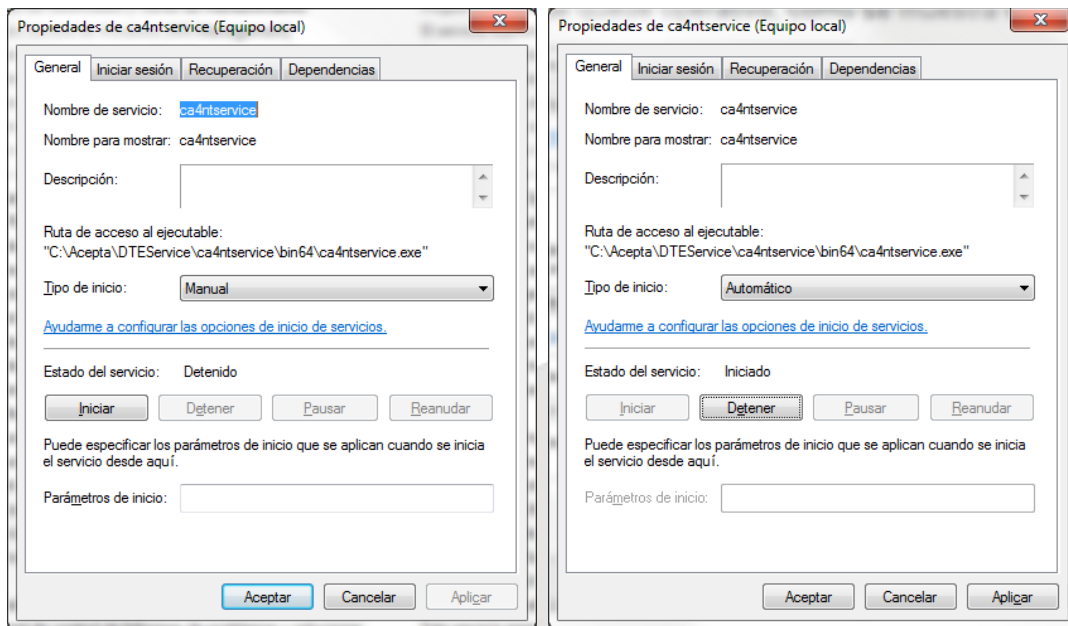 Propiedades de ca4ntservice (Equipo local)
General Iniciar sesión Recuperación Dependencias
Nombre de servicio: ca4ntservice
Nombre para mostrar: ca4ntservice
Descripción:
Ruta de acceso al ejecutable:
"C:\Acepta\DTEService\ca4ntservice\bin64\ca4ntservice.exe"
Tipo de inicio: Manual
Ayudarme a configurar las opciones de inicio de servicios.
Estado del servicio: Detenido
Iniciar Detener Pausar Reanudar
Puede especificar los parámetros de inicio que se aplican cuando se inicia
el servicio desde aquí.
Parámetros de inicio:
Aceptar Cancelar Aplicar
Propiedades de ca4ntservice (Equipo local)
General Iniciar sesión Recuperación Dependencias
Nombre de servicio: ca4ntservice
Nombre para mostrar: ca4ntservice
Descripción:
Ruta de acceso al ejecutable:
"C:\Acepta\DTEService\ca4ntservice\bin64\ca4ntservice.exe"
Tipo de inicio: Automático
Ayudarme a configurar las opciones de inicio de servicios.
Estado del servicio: Iniciado
Iniciar Detener Pausar Reanudar
Puede especificar los parámetros de inicio que se aplican cuando se inicia
el servicio desde aquí.
Parámetros de inicio:
Aceptar Cancelar Aplicar